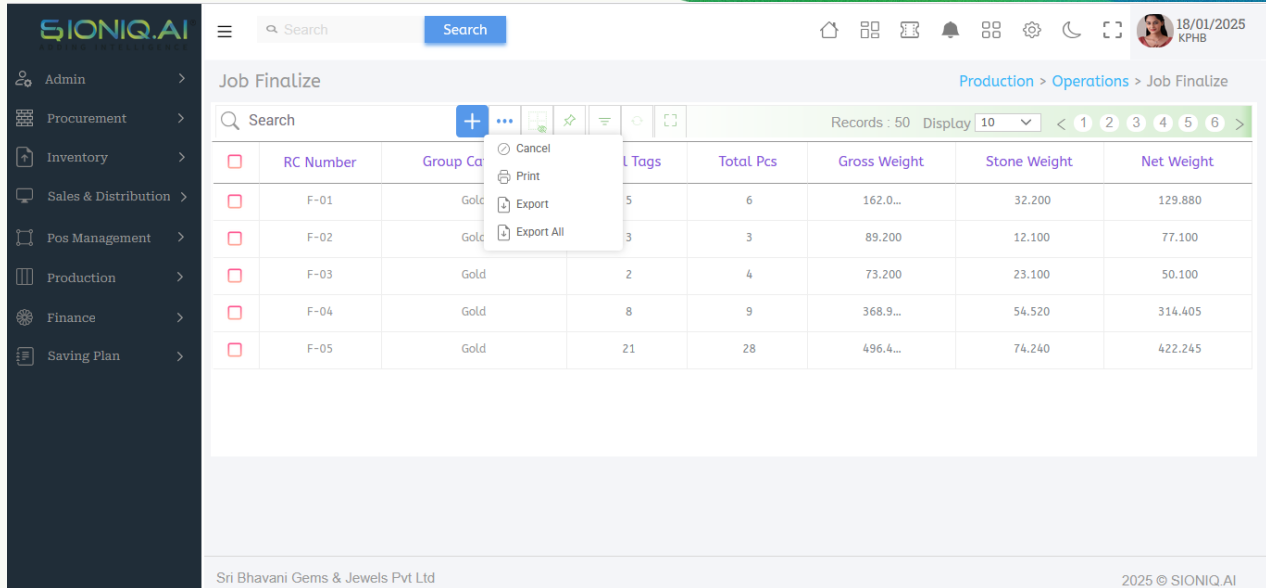 SIONIQ.AI
CODING INTELLIGENCE
Search
Search
18/01/2025
KPHB
Admin
Procurement
Inventory
Sales & Distribution
Pos Management
Production
Finance
Saving Plan
Job Finalize
Production > Operations > Job Finalize
Search
Records : 50 Display 10 < 1 2 3 4 5 6 >
Cancel
Print
Export
Export All
RC Number Group Ca l Tags Total Pcs Gross Weight Stone Weight Net Weight
F-01 Gold 5 6 162.0... 32.200 129.880
F-02 Gold 3 3 89.200 12.100 77.100
F-03 Gold 2 4 73.200 23.100 50.100
F-04 Gold 8 9 368.9... 54.520 314.405
F-05 Gold 21 28 496.4... 74.240 422.245
Sri Bhavani Gems & Jewels Pvt Ltd
2025 © SIONIQ.AI